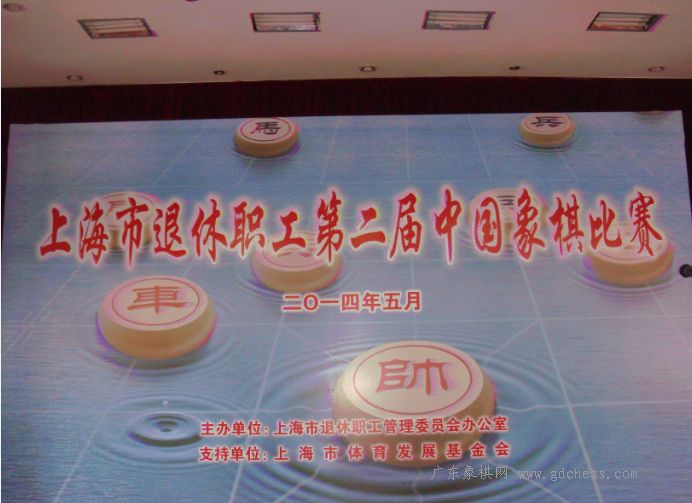 馬
兵
上海市退休职工第二届中国象棋比赛
二〇一四年五月
車
帥
主办单位：上海市退休职工管理委员会办公室
支持单位：上海市体育发展基金会
广东象棋网 www.gdchess.com